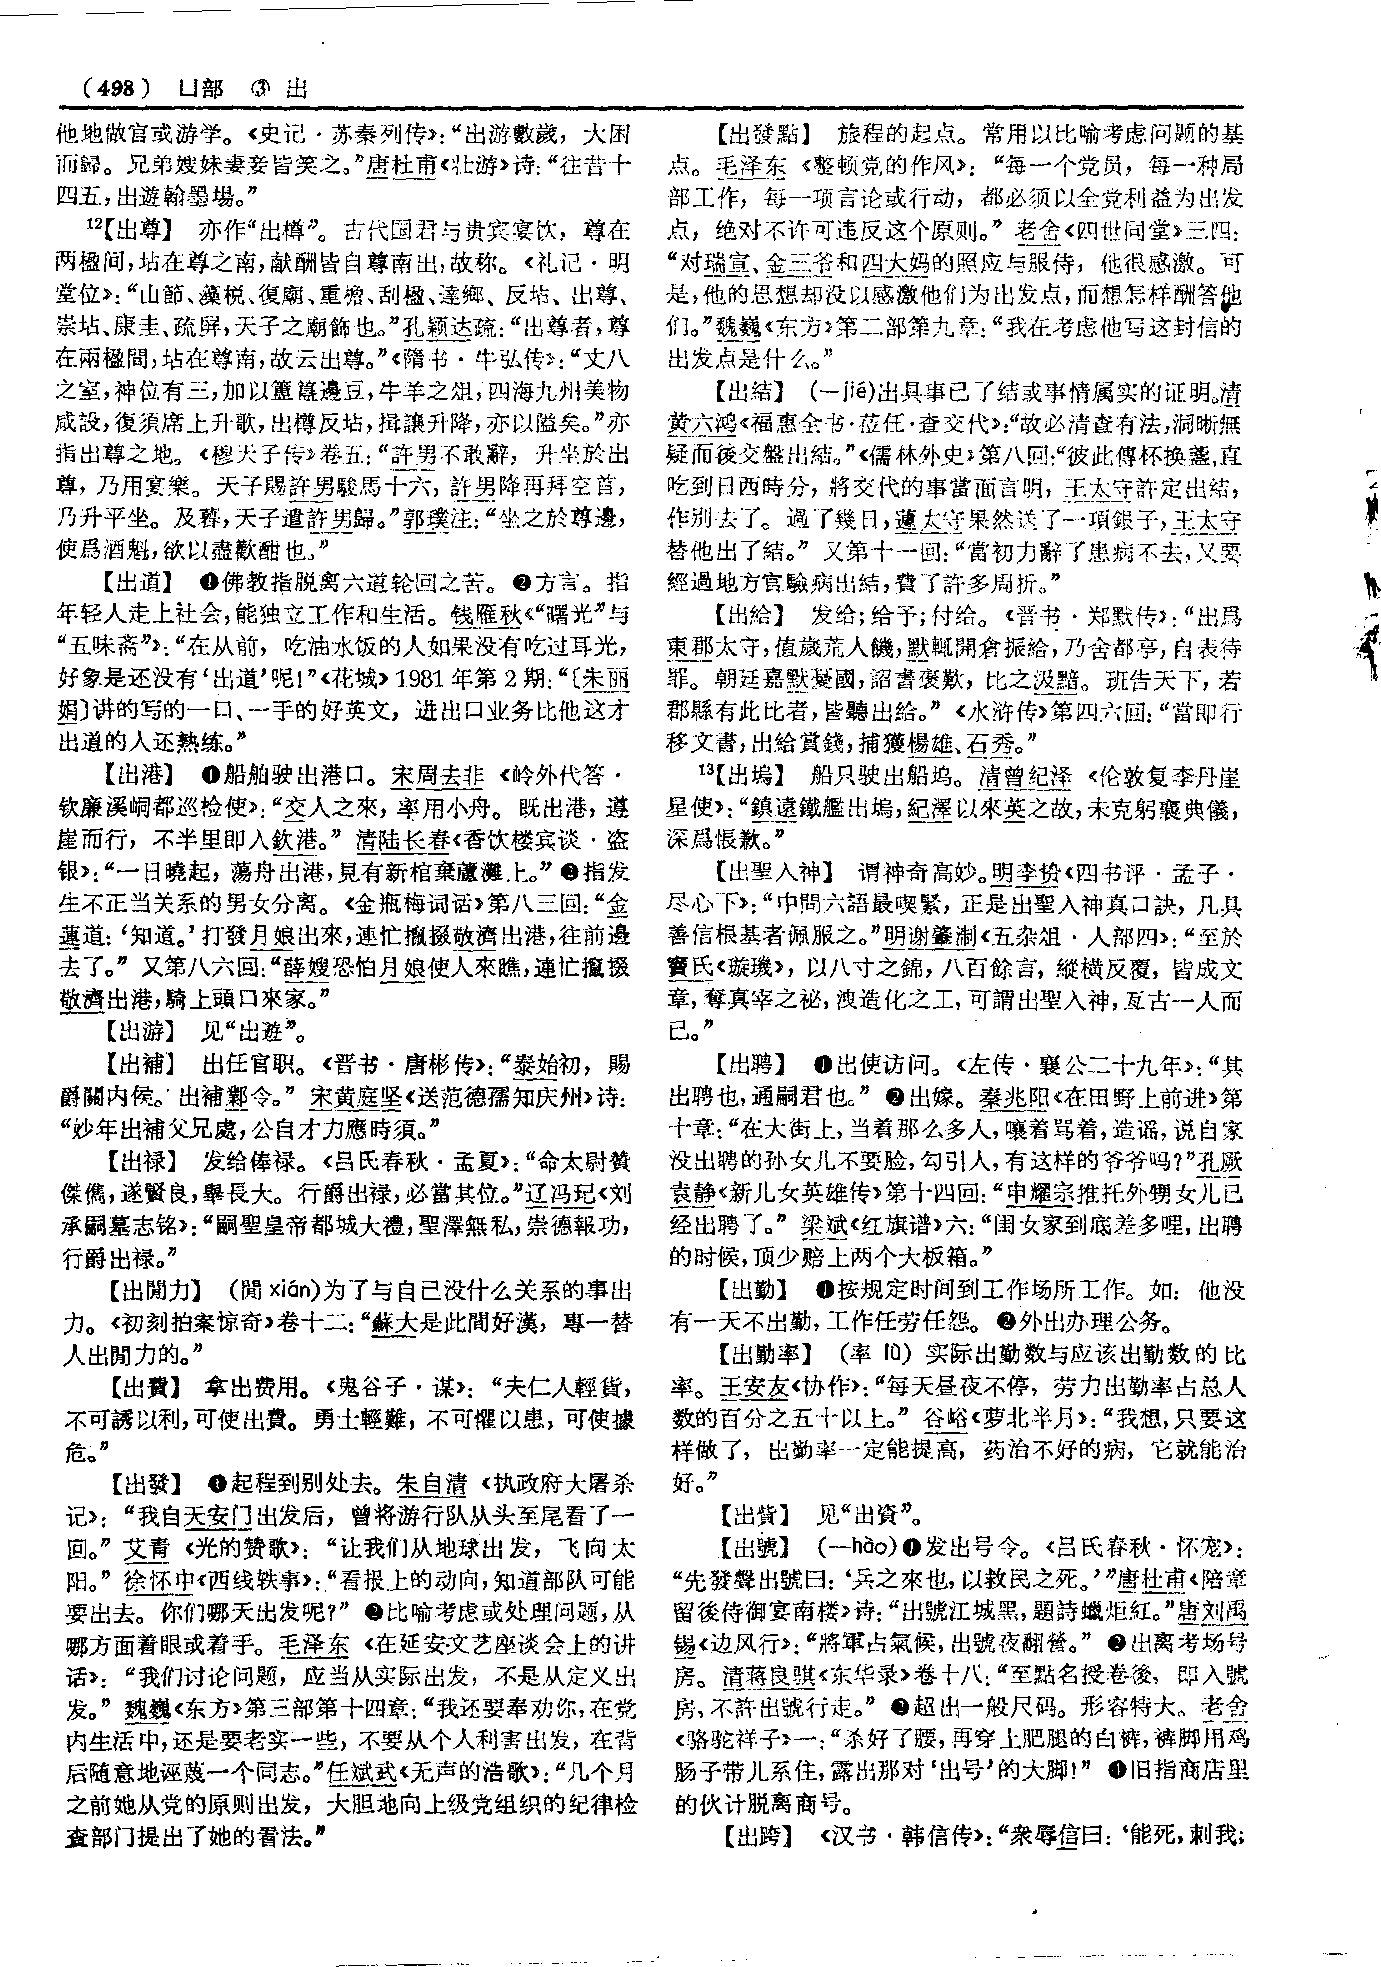 （498） 凵部 ③ 出
他地做官或游学。《史记·苏秦列传》：“出游數歲，大困
而歸。兄弟嫂妹妻妾皆笑之。”唐杜甫《壮游》诗：“往昔十
四五，出遊翰墨場。”
12【出尊】 亦作“出樽”。古代国君与贵宾宴饮，尊在
两楹间，坫在尊之南，献酬皆自尊南出，故称。《礼记·明
堂位》：“山節、藻梲、復廟、重檐、刮楹、達鄉、反坫、出尊、
崇坫、康圭、疏屏，天子之廟飾也。”孔颖达疏：“出尊者，尊
在兩楹間，坫在尊南，故云出尊。”《隋书·牛弘传》：“丈八
之室，神位有三，加以簠簋邊豆，牛羊之俎，四海九州美物
咸設，復須席上升歌，出樽反坫，揖讓升降，亦以隘矣。”亦
指出尊之地。《穆天子传》卷五：“許男不敢辭，升坐於出
尊，乃用宴樂。天子賜許男駿馬十六，許男降再拜空首，
乃升平坐。及暮，天子遣許男歸。”郭璞注：“坐之於尊邊，
使爲酒魁，欲以盡歡酣也。”
【出道】 ❶佛教指脱离六道轮回之苦。❷方言。指
年轻人走上社会，能独立工作和生活。钱雁秋《“曙光”与
“五味斋”》：“在从前，吃油水饭的人如果没有吃过耳光，
好象是还没有‘出道’呢！”《花城》1981年第2期：“〔朱丽
娟〕讲的写的一口、一手的好英文，进出口业务比他这才
出道的人还熟练。”
【出港】 ❶船舶驶出港口。宋周去非《岭外代答·
钦廉溪峒都巡检使》：“交人之來，率用小舟。既出港，遵
崖而行，不半里即入欽港。”清陆长春《香饮楼宾谈·盗
银》：“一日曉起，蕩舟出港，見有新棺棄蘆灘上。”❷指发
生不正当关系的男女分离。《金瓶梅词话》第八三回：“金
蓮道：‘知道。’打發月娘出來，連忙攛掇敬濟出港，往前邊
去了。”又第八六回：“薛嫂恐怕月娘使人來瞧，連忙攛掇
敬濟出港，騎上頭口來家。”
【出游】 见“出遊”。
【出補】 出任官职。《晋书·唐彬传》：“泰始初，賜
爵關内侯。出補鄴令。”宋黄庭坚《送范德孺知庆州》诗：
“妙年出補父兄處，公自才力應時須。”
【出禄】 发给俸禄。《吕氏春秋·孟夏》：“命太尉贊
傑儁，遂賢良，舉長大。行爵出禄，必當其位。”辽冯玘《刘
承嗣墓志铭》：“嗣聖皇帝都城大禮，聖澤無私，崇德報功，
行爵出禄。”
【出閒力】 （閒xián）为了与自己没什么关系的事出
力。《初刻拍案惊奇》卷十二：“蘇大是此間好漢，專一替
人出閒力的。”
【出費】 拿出费用。《鬼谷子·谋》：“夫仁人輕貨，
不可誘以利，可使出費。勇士輕難，不可懼以患，可使據
危。”
【出發】 ❶起程到别处去。朱自清《执政府大屠杀
记》：“我自天安门出发后，曾将游行队从头至尾看了一
回。”艾青《光的赞歌》：“让我们从地球出发，飞向太
阳。”徐怀中《西线轶事》：“看报上的动向，知道部队可能
要出去。你们哪天出发呢？”❷比喻考虑或处理问题，从
哪方面着眼或着手。毛泽东《在延安文艺座谈会上的讲
话》：“我们讨论问题，应当从实际出发，不是从定义出
发。”魏巍《东方》第三部第十四章：“我还要奉劝你，在党
内生活中，还是要老实一些，不要从个人利害出发，在背
后随意地诬蔑一个同志。”任斌武《无声的浩歌》：“几个月
之前她从党的原则出发，大胆地向上级党组织的纪律检
查部门提出了她的看法。”
【出發點】 旅程的起点。常用以比喻考虑问题的基
点。毛泽东《整顿党的作风》：“每一个党员，每一种局
部工作，每一项言论或行动，都必须以全党利益为出发
点，绝对不许可违反这个原则。”老舍《四世同堂》三四：
“对瑞宣、金三爷和四大妈的照应与服侍，他很感激。可
是，他的思想却没以感激他们为出发点，而想怎样酬答他
们。”魏巍《东方》第二部第九章：“我在考虑他写这封信的
出发点是什么。”
【出結】 （—jié）出具事已了结或事情属实的证明。清
黄六鸿《福惠全书·莅任·查交代》：“故必清查有法，洞晰無
疑而後交盤出結。”《儒林外史》第八回：“彼此傳杯换盞，直
吃到日西時分，將交代的事當面言明，王太守許定出結，
作别去了。過了幾日，蘧太守果然送了一項銀子，王太守
替他出了結。”又第十一回：“當初力辭了患病不去，又要
經過地方官驗病出結，費了許多周折。”
【出給】 发给；给予；付给。《晋书·郑默传》：“出爲
東郡太守，值歲荒人饑，默輒開倉振給，乃舍都亭，自表待
罪。朝廷嘉默憂國，詔書褒歎，比之汲黯。班告天下，若
郡縣有此比者，皆聽出給。”《水浒传》第四六回：“當即行
移文書，出給賞錢，捕獲楊雄、石秀。”
13【出塢】 船只驶出船坞。清曾纪泽《伦敦复李丹崖
星使》：“鎮遠鐵艦出塢，紀澤以來英之故，未克躬襄典儀，
深爲悵歉。”
【出聖入神】 谓神奇高妙。明李贽《四书评·孟子·
尽心下》：“中間六語最喫緊，正是出聖入神真口訣，凡具
善信根基者佩服之。”明谢肇淛《五杂俎·人部四》：“至於
竇氏《璇璣》，以八寸之錦，八百餘言，縱横反覆，皆成文
章，奪真宰之祕，洩造化之工，可謂出聖入神，亙古一人而
已。”
【出聘】 ❶出使访问。《左传·襄公二十九年》：“其
出聘也，通嗣君也。”❷出嫁。秦兆阳《在田野上前进》第
十章：“在大街上，当着那么多人，嚷着骂着，造谣，说自家
没出聘的孙女儿不要脸，勾引人，有这样的爷爷吗？”孔厥
袁静《新儿女英雄传》第十四回：“申耀宗推托外甥女儿已
经出聘了。”梁斌《红旗谱》六：“闺女家到底差多哩，出聘
的时候，顶少赔上两个大板箱。”
【出勤】 ❶按规定时间到工作场所工作。如：他没
有一天不出勤，工作任劳任怨。❷外出办理公务。
【出勤率】 （率lǜ）实际出勤数与应该出勤数的比
率。王安友《协作》：“每天昼夜不停，劳力出勤率占总人
数的百分之五十以上。”谷峪《萝北半月》：“我想，只要这
样做了，出勤率一定能提高，药治不好的病，它就能治
好。”
【出貲】 见“出資”。
【出號】 （—hào）❶发出号令。《吕氏春秋·怀宠》：
“先發聲出號曰：‘兵之來也，以救民之死。’”唐杜甫《陪章
留後侍御宴南楼》诗：“出號江城黑，題詩蠟炬紅。”唐刘禹
锡《边风行》：“將軍占氣候，出號夜翻營。”❷出离考场号
房。清蒋良骐《东华录》卷十八：“至點名授卷後，即入號
房，不許出號行走。”❸超出一般尺码。形容特大。老舍
《骆驼祥子》一：“杀好了腰，再穿上肥腿的白裤，裤脚用鸡
肠子带儿系住，露出那对‘出号’的大脚！”❹旧指商店里
的伙计脱离商号。
【出跨】 《汉书·韩信传》：“衆辱信曰：‘能死，刺我；